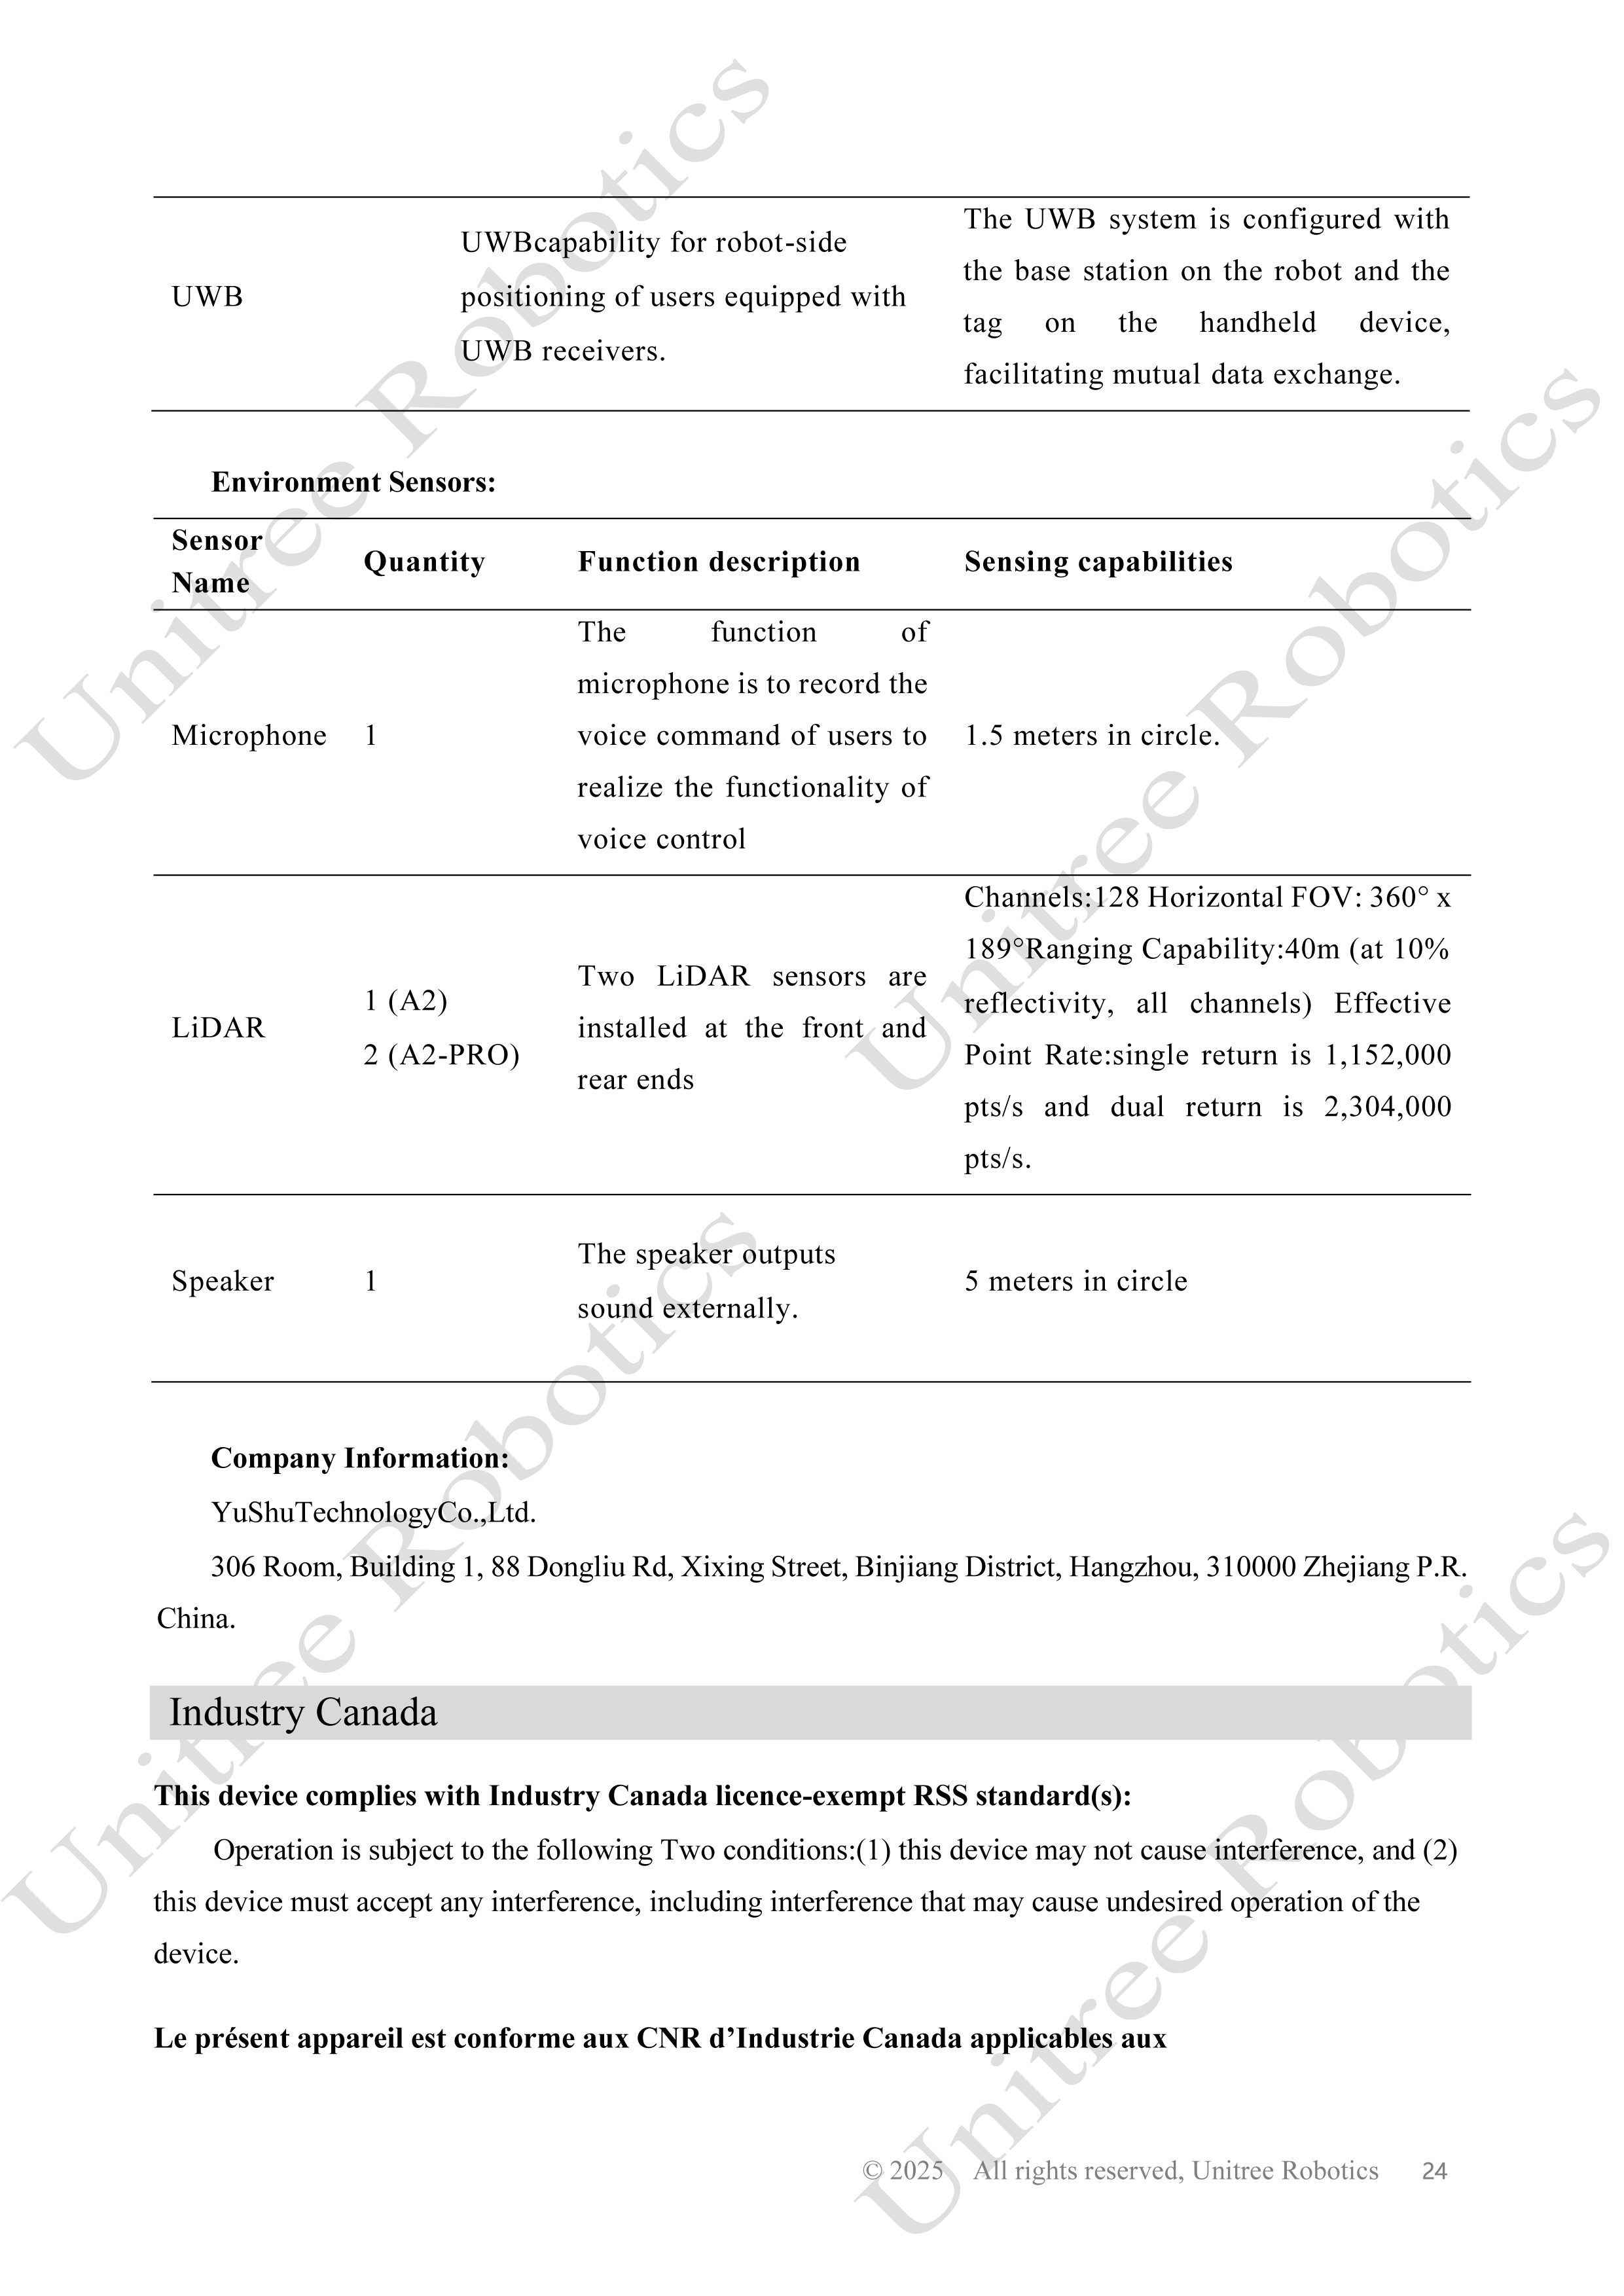 UWB
UWBcapability for robot-side
positioning of users equipped with
UWB receivers.
The UWB system is configured with
the base station on the robot and the
tag on the handheld device,
facilitating mutual data exchange.
Environment Sensors:
Sensor
Name
Quantity
Function description
Sensing capabilities
Microphone
1
The function of
microphone is to record the
voice command of users to
realize the functionality of
voice control
1.5 meters in circle.
LiDAR
1 (A2)
2 (A2-PRO)
Two LiDAR sensors are
installed at the front and
rear ends
Channels:128 Horizontal FOV: 360° x
189°Ranging Capability:40m (at 10%
reflectivity, all channels) Effective
Point Rate:single return is 1,152,000
pts/s and dual return is 2,304,000
pts/s.
Speaker
1
The speaker outputs
sound externally.
5 meters in circle
Company Information:
YuShuTechnologyCo.,Ltd.
306 Room, Building 1, 88 Dongliu Rd, Xixing Street, Binjiang District, Hangzhou, 310000 Zhejiang P.R.
China.
Industry Canada
This device complies with Industry Canada licence-exempt RSS standard(s):
Operation is subject to the following Two conditions:(1) this device may not cause interference, and (2)
this device must accept any interference, including interference that may cause undesired operation of the
device.
Le présent appareil est conforme aux CNR d’Industrie Canada applicables aux
© 2025 All rights reserved, Unitree Robotics 24
Unitree Robotics
Unitree Robotics
Unitree Robotics
Unitree Robotics